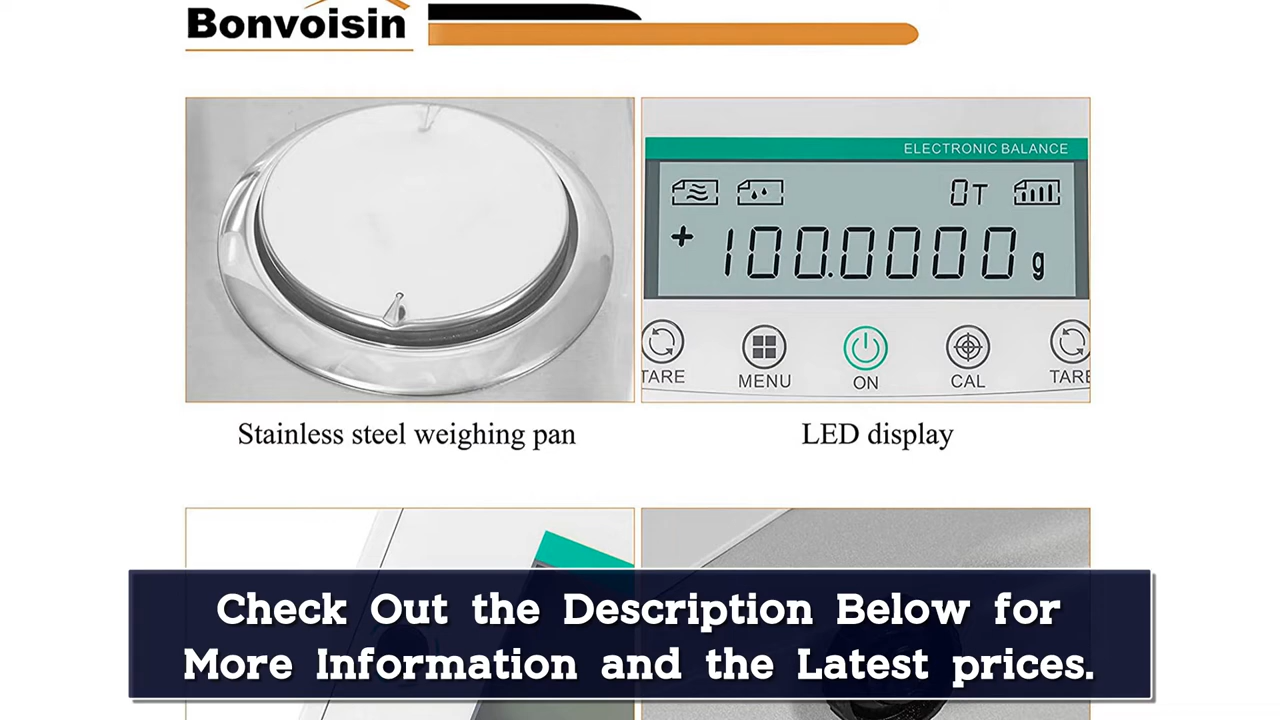 Bonvoisin
ELECTRONIC BALANCE
0T
+100.0000g
TARE
MENU
ON
CAL
TARE
Stainless steel weighing pan
LED display
Check Out the Description Below for
More Information and the Latest prices.